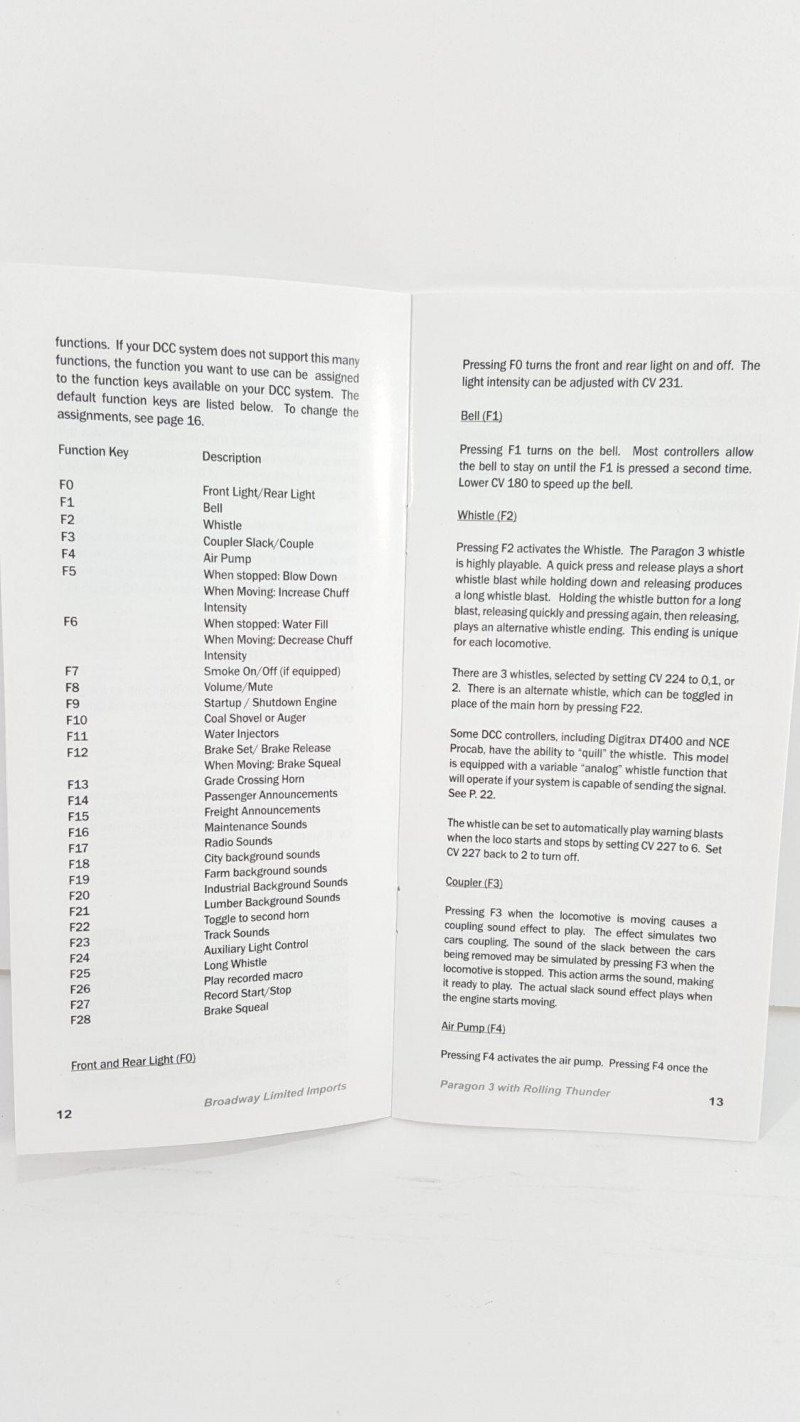 functions. If your DCC system does not support this many
functions, the function you want to use can be assigned
to the function keys available on your DCC system. The
default function keys are listed below. To change the
assignments, see page 16.
Function Key Description
F0 Front Light/Rear Light
F1 Bell
F2 Whistle
F3 Coupler Slack/Couple
F4 Air Pump
F5 When stopped: Blow Down
When Moving: Increase Chuff
Intensity
F6 When stopped: Water Fill
When Moving: Decrease Chuff
Intensity
F7 Smoke On/Off (if equipped)
F8 Volume/Mute
F9 Startup / Shutdown Engine
F10 Coal Shovel or Auger
F11 Water Injectors
F12 Brake Set/ Brake Release
When Moving: Brake Squeal
F13 Grade Crossing Horn
F14 Passenger Announcements
F15 Freight Announcements
F16 Maintenance Sounds
F17 Radio Sounds
F18 City background sounds
F19 Farm background sounds
F20 Industrial Background Sounds
F21 Lumber Background Sounds
F22 Toggle to second horn
F23 Track Sounds
F24 Auxiliary Light Control
F25 Long Whistle
F26 Play recorded macro
F27 Record Start/Stop
F28 Brake Squeal
Front and Rear Light (F0)
Broadway Limited Imports
12
Pressing F0 turns the front and rear light on and off. The
light intensity can be adjusted with CV 231.
Bell (F1)
Pressing F1 turns on the bell. Most controllers allow
the bell to stay on until the F1 is pressed a second time.
Lower CV 180 to speed up the bell.
Whistle (F2)
Pressing F2 activates the Whistle. The Paragon 3 whistle
is highly playable. A quick press and release plays a short
whistle blast while holding down and releasing produces
a long whistle blast. Holding the whistle button for a long
blast, releasing quickly and pressing again, then releasing,
plays an alternative whistle ending. This ending is unique
for each locomotive.
There are 3 whistles, selected by setting CV 224 to 0,1, or
2. There is an alternate whistle, which can be toggled in
place of the main horn by pressing F22.
Some DCC controllers, including Digitrax DT400 and NCE
Procab, have the ability to “quill” the whistle. This model
is equipped with a variable “analog” whistle function that
will operate if your system is capable of sending the signal.
See P. 22.
The whistle can be set to automatically play warning blasts
when the loco starts and stops by setting CV 227 to 6. Set
CV 227 back to 2 to turn off.
Coupler (F3)
Pressing F3 when the locomotive is moving causes a
coupling sound effect to play. The effect simulates two
cars coupling. The sound of the slack between the cars
being removed may be simulated by pressing F3 when the
locomotive is stopped. This action arms the sound, making
it ready to play. The actual slack sound effect plays when
the engine starts moving.
Air Pump (F4)
Pressing F4 activates the air pump. Pressing F4 once the
Paragon 3 with Rolling Thunder
13